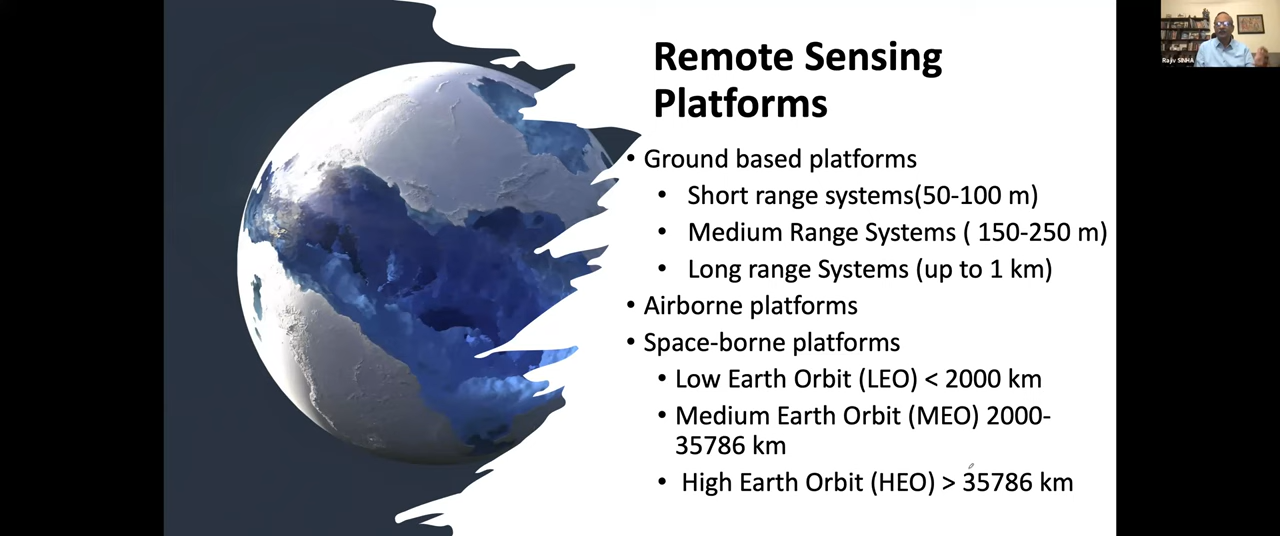 Remote Sensing
Platforms
• Ground based platforms
• Short range systems(50-100 m)
• Medium Range Systems ( 150-250 m)
• Long range Systems (up to 1 km)
• Airborne platforms
• Space-borne platforms
• Low Earth Orbit (LEO) < 2000 km
• Medium Earth Orbit (MEO) 2000-
35786 km
• High Earth Orbit (HEO) > 35786 km
Rajiv SINHA